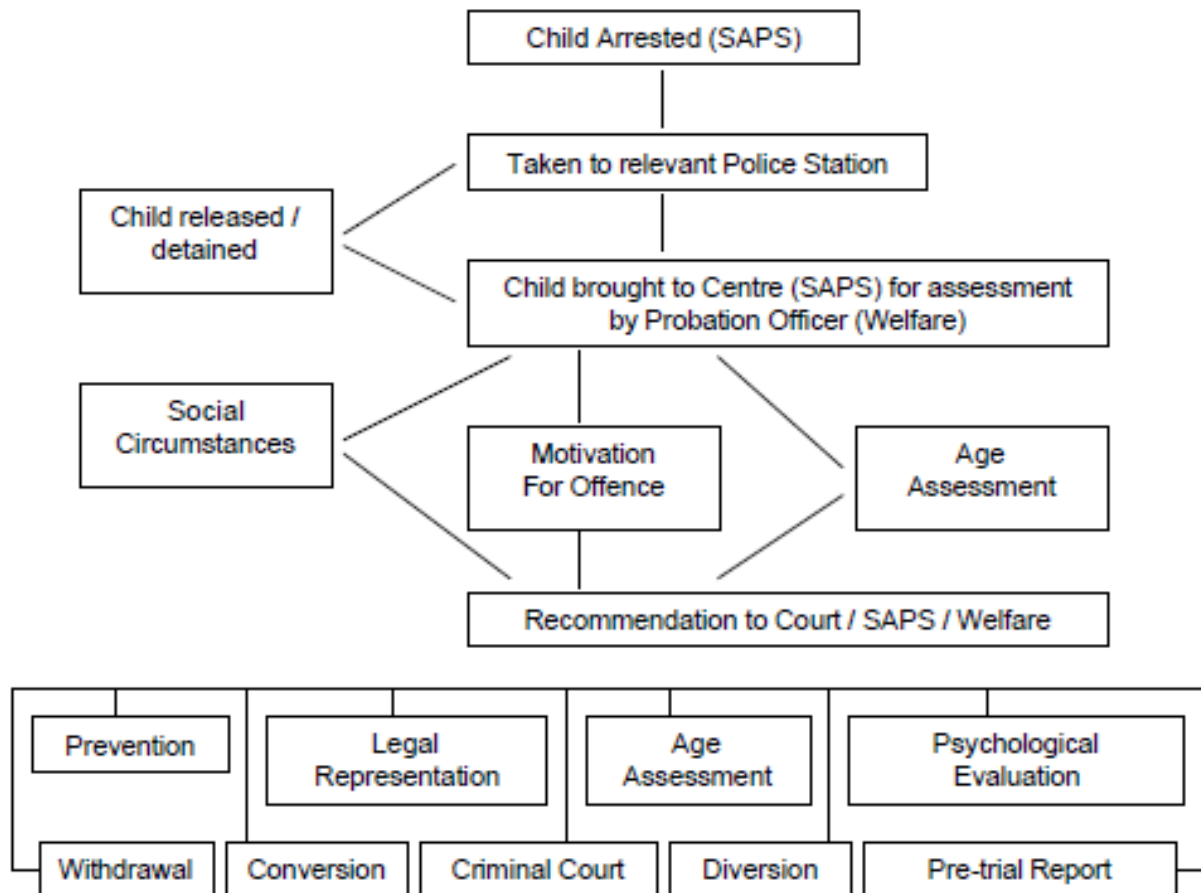 Child Arrested (SAPS)
Taken to relevant Police Station
Child released /
detained
Child brought to Centre (SAPS) for assessment
by Probation Officer (Welfare)
Social
Circumstances
Motivation
For Offence
Age
Assessment
Recommendation to Court / SAPS / Welfare
Prevention
Legal
Representation
Age
Assessment
Psychological
Evaluation
Withdrawal
Conversion
Criminal Court
Diversion
Pre-trial Report